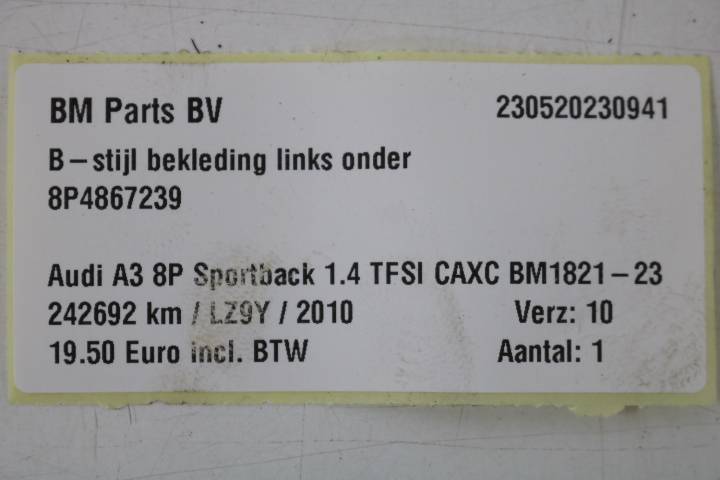 BM Parts BV 230520230941
B-stijl bekleding links onder
8P4867239
Audi A3 8P Sportback 1.4 TFSI CAXC BM1821-23
242692 km / LZ9Y / 2010 Verz: 10
19.50 Euro incl. BTW Aantal: 1